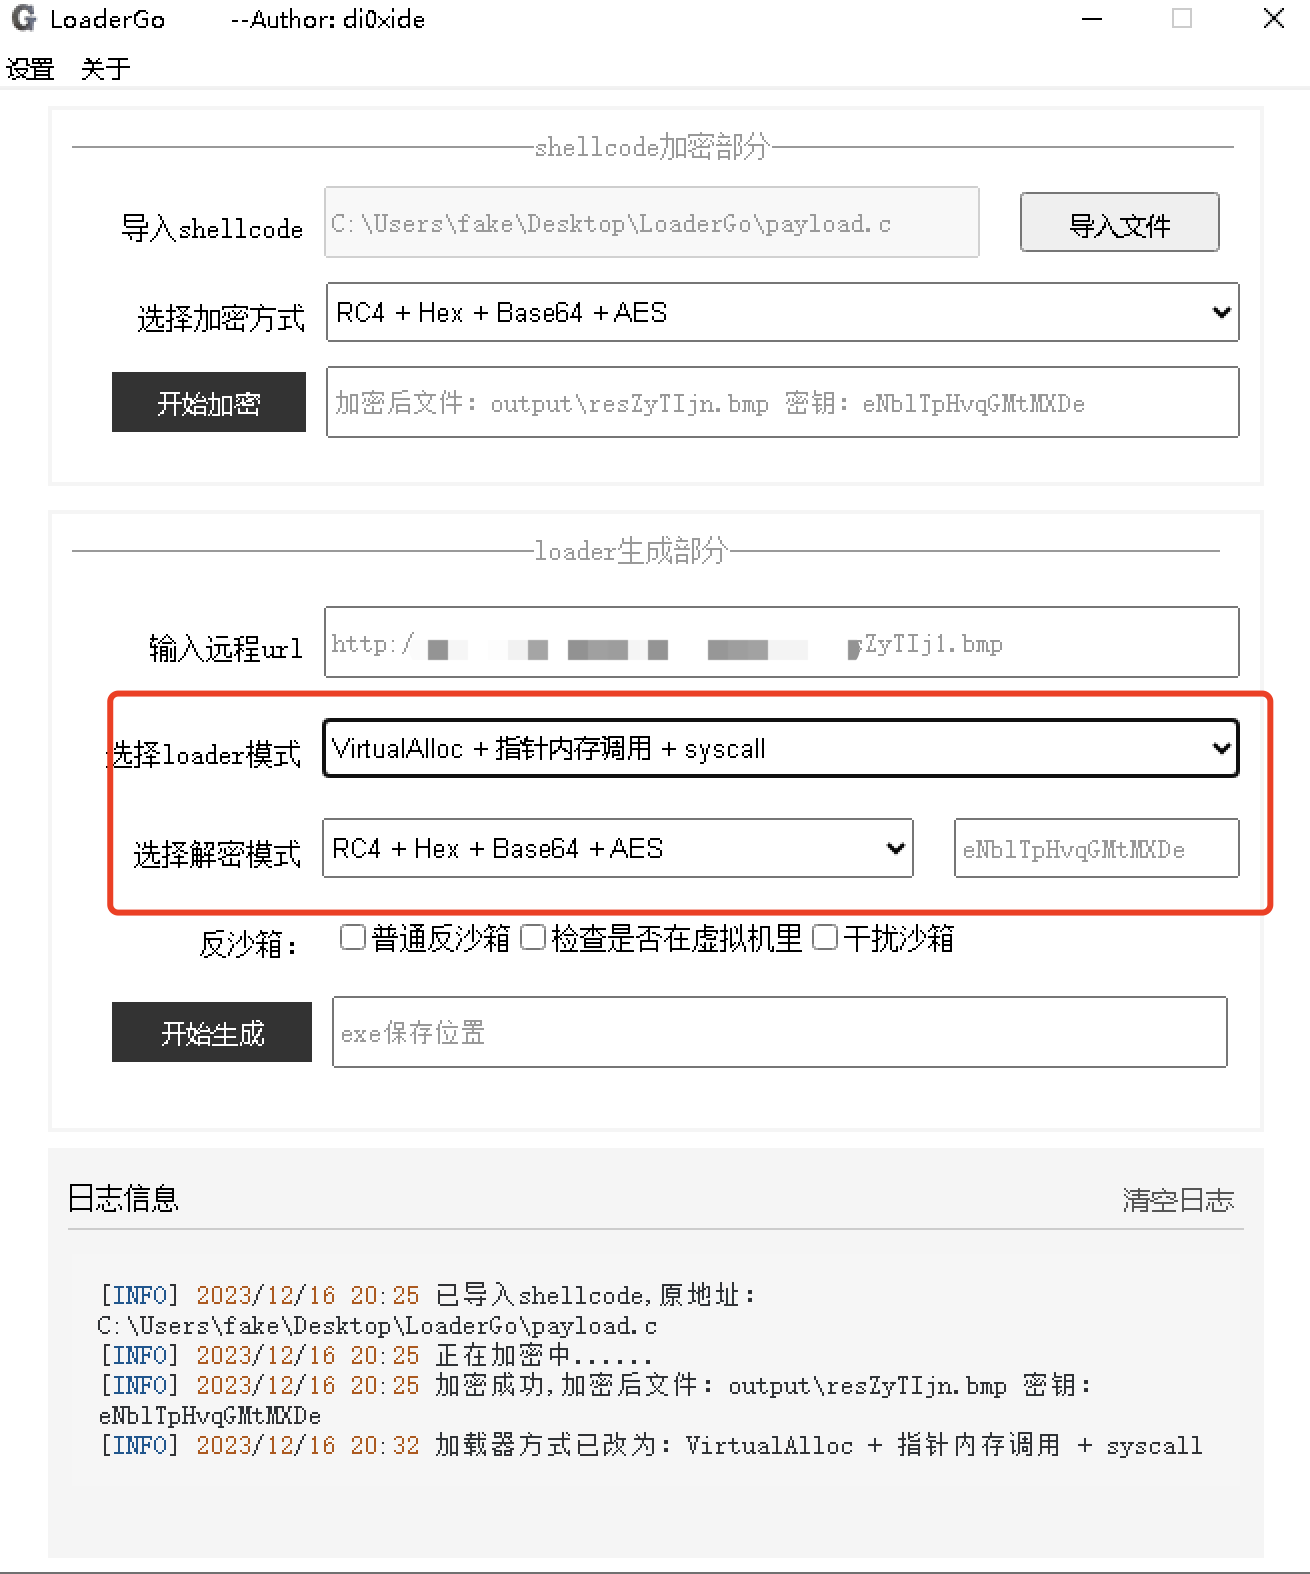 LoaderGo --Author: di0xide
设置 关于
shellcode加密部分
导入shellcode C:\Users\fake\Desktop\LoaderGo\payload.c 导入文件
选择加密方式 RC4 + Hex + Base64 + AES
开始加密 加密后文件: output\resZyTIjn.bmp 密钥: eNblTpHvqGMtMXDe
loader生成部分
输入远程url http:/ ZyTIj1.bmp
选择loader模式 VirtualAlloc + 指针内存调用 + syscall
选择解密模式 RC4 + Hex + Base64 + AES eNblTpHvqGMtMXDe
反沙箱: 普通反沙箱 检查是否在虚拟机里 干扰沙箱
开始生成 exe保存位置
日志信息 清空日志
[INFO] 2023/12/16 20:25 已导入shellcode,原地址:
C:\Users\fake\Desktop\LoaderGo\payload.c
[INFO] 2023/12/16 20:25 正在加密中......
[INFO] 2023/12/16 20:25 加密成功,加密后文件: output\resZyTIjn.bmp 密钥:
eNblTpHvqGMtMXDe
[INFO] 2023/12/16 20:32 加载器方式已改为: VirtualAlloc + 指针内存调用 + syscall